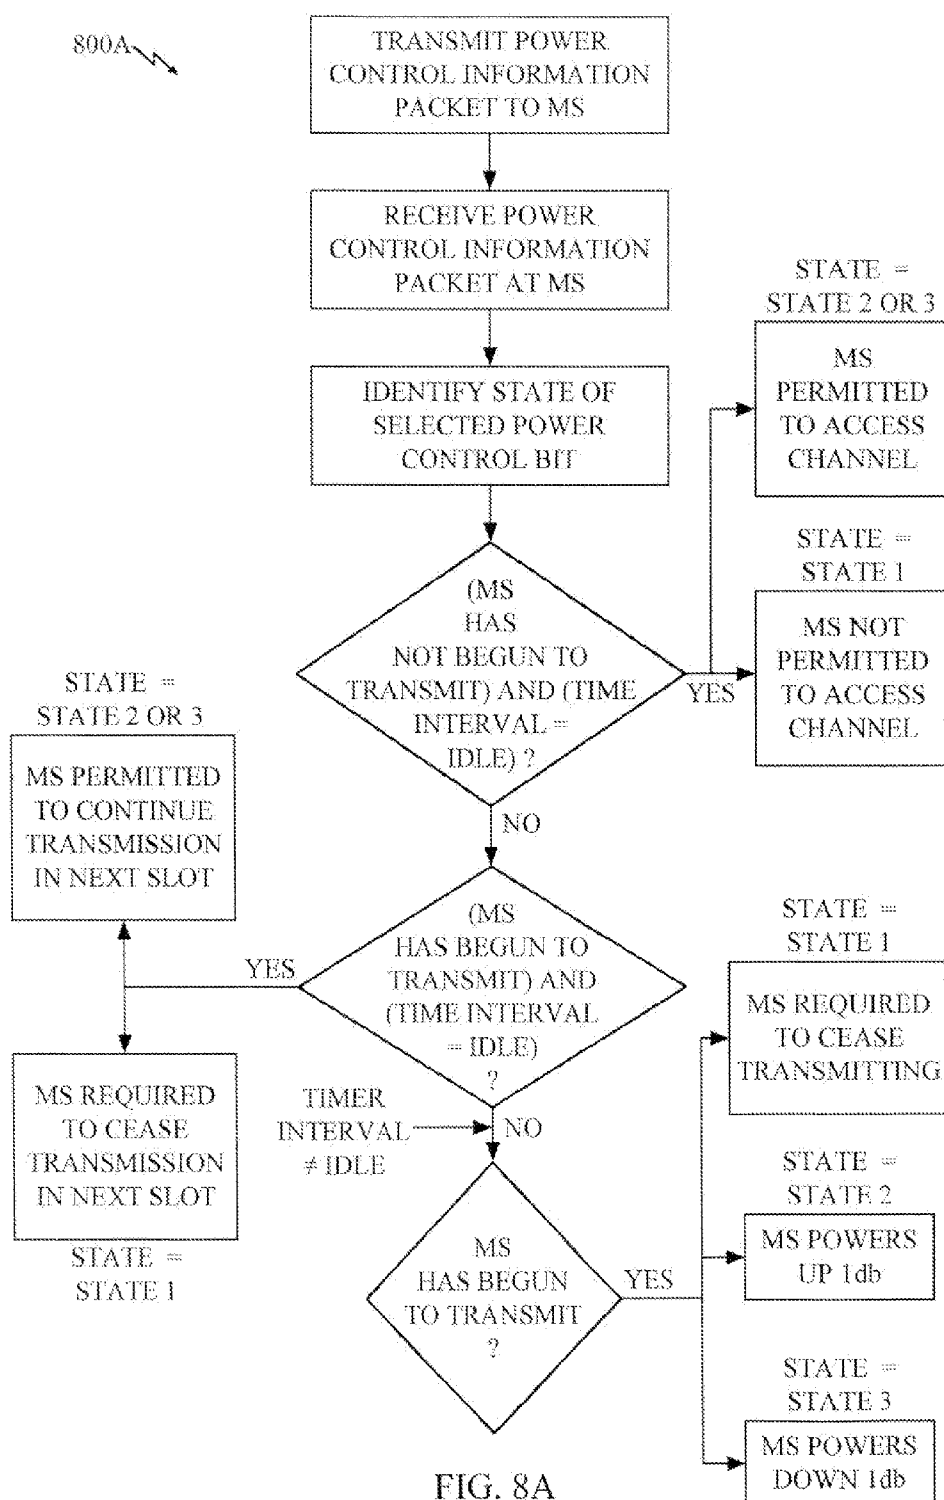 800A
TRANSMIT POWER
CONTROL INFORMATION
PACKET TO MS
RECEIVE POWER
CONTROL INFORMATION
PACKET AT MS
IDENTIFY STATE OF
SELECTED POWER
CONTROL BIT
STATE =
STATE 2 OR 3
MS
PERMITTED
TO ACCESS
CHANNEL
STATE =
STATE 1
MS NOT
PERMITTED
TO ACCESS
CHANNEL
(MS
HAS
NOT BEGUN TO
TRANSMIT) AND (TIME
INTERVAL =
IDLE) ?
YES
NO
STATE =
STATE 2 OR 3
MS PERMITTED
TO CONTINUE
TRANSMISSION
IN NEXT SLOT
(MS
HAS BEGUN TO
TRANSMIT) AND
(TIME INTERVAL
= IDLE)
?
YES
MS REQUIRED
TO CEASE
TRANSMISSION
IN NEXT SLOT
STATE =
STATE 1
TIMER
INTERVAL
≠ IDLE
NO
MS
HAS BEGUN
TO TRANSMIT
?
YES
STATE =
STATE 1
MS REQUIRED
TO CEASE
TRANSMITTING
STATE =
STATE 2
MS POWERS
UP 1db
STATE =
STATE 3
MS POWERS
DOWN 1db
FIG. 8A